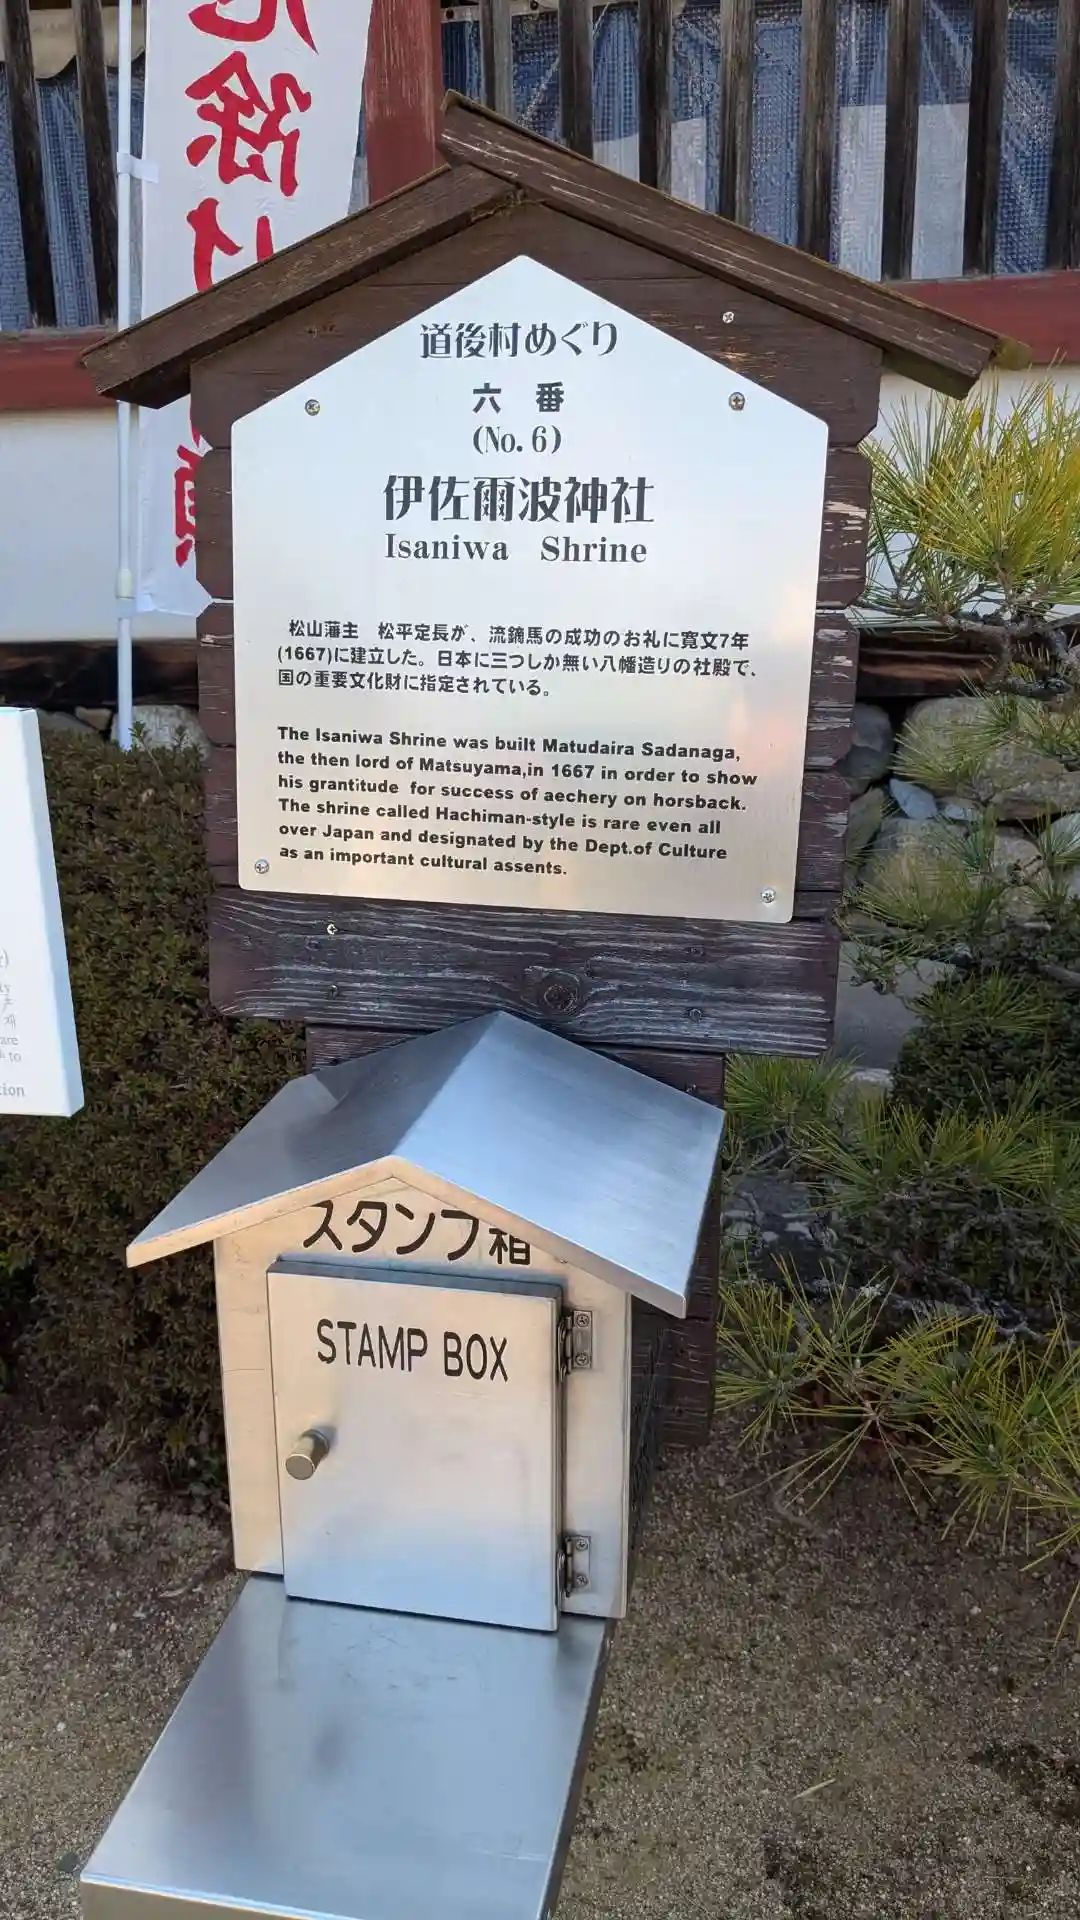 除け
道後村めぐり
六 番
(No. 6)
伊佐爾波神社
Isaniwa Shrine
松山藩主 松平定長が、流鏑馬の成功のお礼に寛文7年
(1667)に建立した。日本に三つしか無い八幡造りの社殿で、
国の重要文化財に指定されている。
The Isaniwa Shrine was built Matudaira Sadanaga,
the then lord of Matsuyama,in 1667 in order to show
his grantitude for success of aechery on horsback.
The shrine called Hachiman-style is rare even all
over Japan and designated by the Dept.of Culture
as an important cultural assents.
スタンプ箱
STAMP BOX
are
to